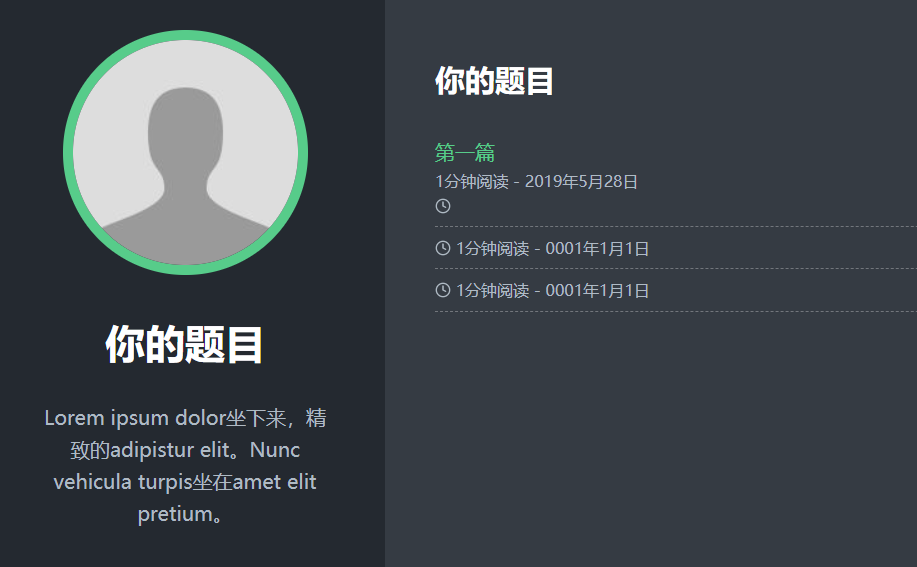 你的题目
Lorem ipsum dolor坐下来，精
致的adipistur elit。Nunc
vehicula turpis坐在amet elit
pretium。
你的题目
第一篇
1分钟阅读 - 2019年5月28日
1分钟阅读 - 0001年1月1日
1分钟阅读 - 0001年1月1日